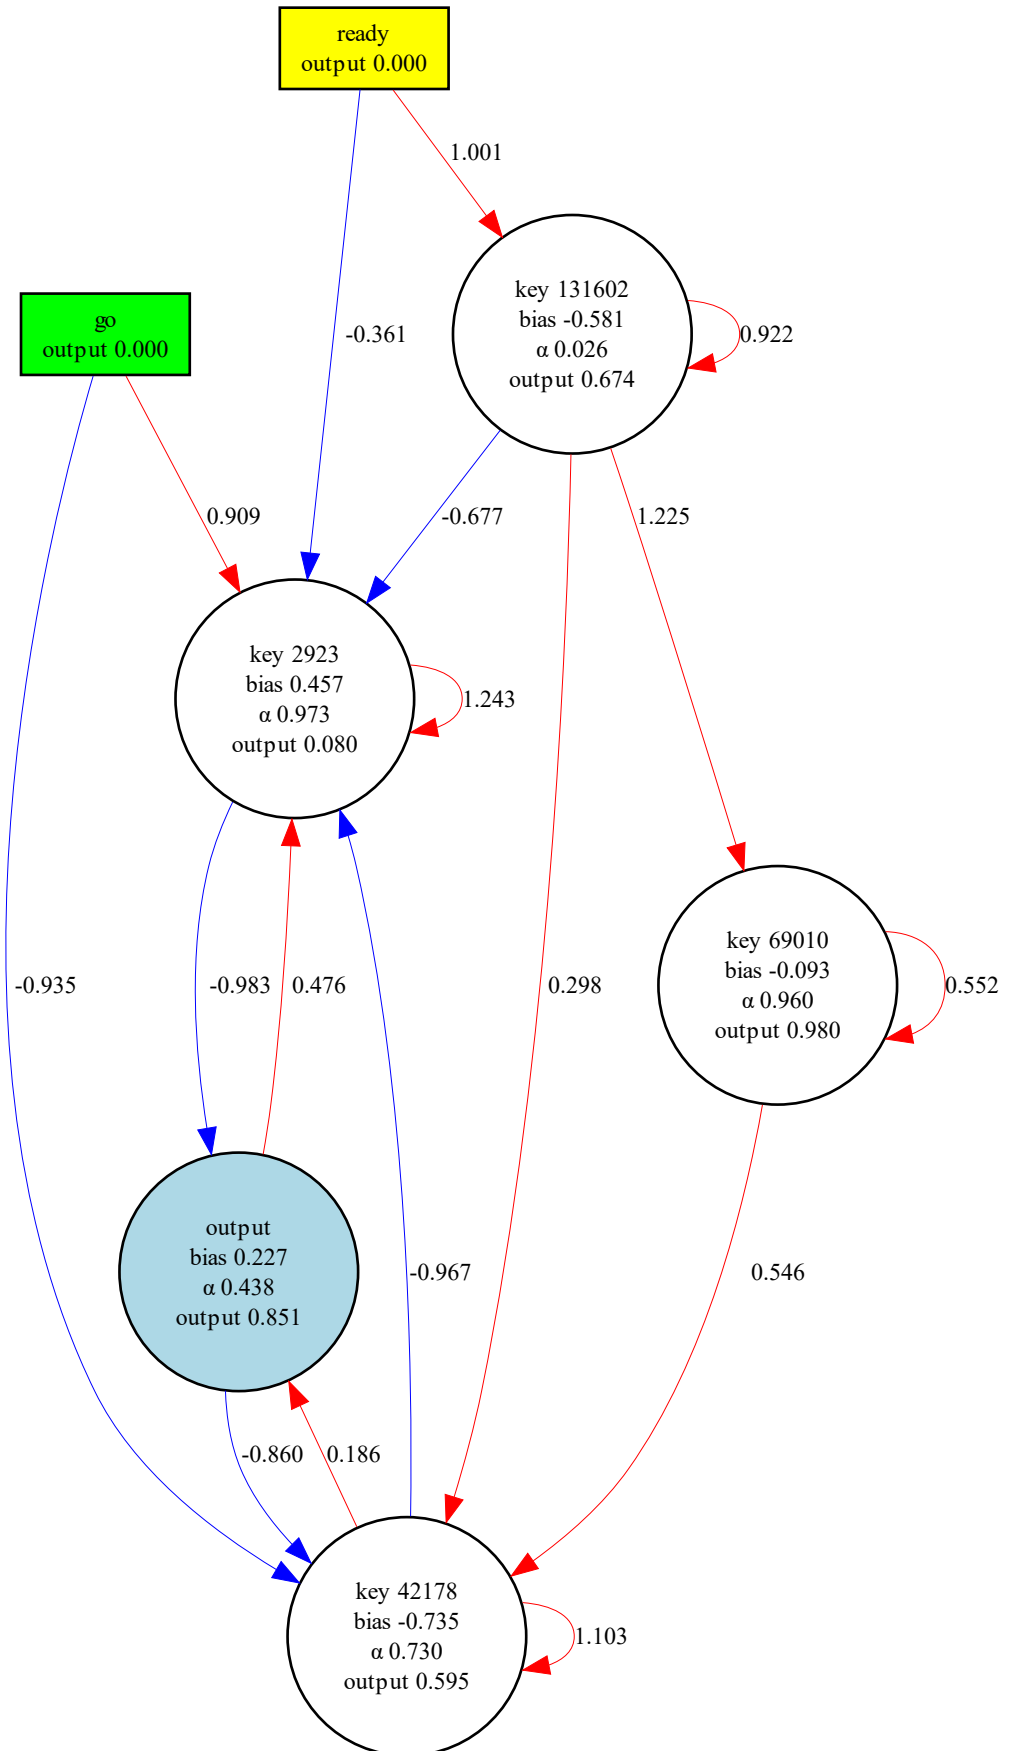 ready
output 0.000
1.001
key 131602
bias -0.581
α 0.026
output 0.674
0.922
go
output 0.000
-0.361
0.909
-0.677
1.225
key 2923
bias 0.457
α 0.973
output 0.080
1.243
key 69010
bias -0.093
α 0.960
output 0.980
0.552
-0.935
-0.983
0.476
0.298
output
bias 0.227
α 0.438
output 0.851
-0.967
0.546
-0.860
0.186
key 42178
bias -0.735
α 0.730
output 0.595
1.103